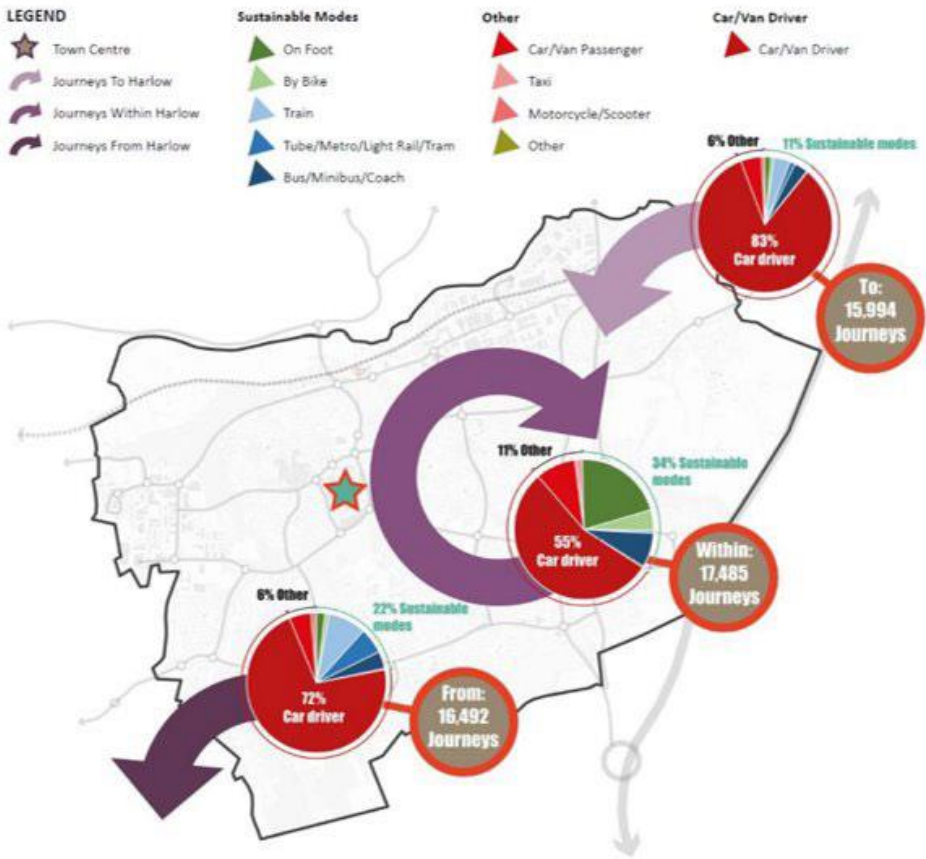 LEGEND
Town Centre
Journeys To Harlow
Journeys Within Harlow
Journeys From Harlow
Sustainable Modes
On Foot
By Bike
Train
Tube/Metro/Light Rail/Tram
Bus/Minibus/Coach
Other
Car/Van Passenger
Taxi
Motorcycle/Scooter
Other
Car/Van Driver
Car/Van Driver
6% Other
11% Sustainable modes
83%
Car driver
To:
15,994
Journeys
11% Other
34% Sustainable
modes
55%
Car driver
Within:
17,485
Journeys
6% Other
22% Sustainable
modes
72%
Car driver
From:
16,492
Journeys